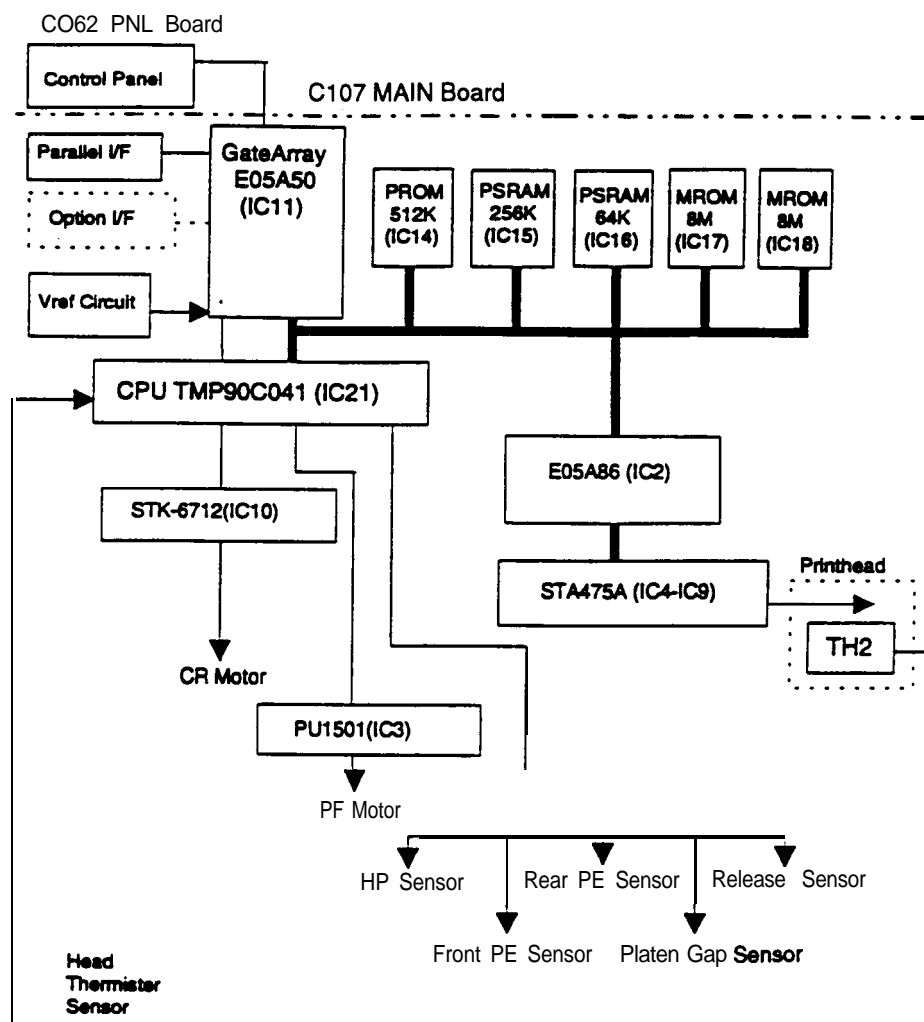 CO62 PNL Board
Control Panel
C107 MAIN Board
Parallel I/F
GateArray
E05A50
(IC11)
Option I/F
PROM
512K
(IC14)
PSRAM
256K
(IC15)
PSRAM
64K
(IC16)
MROM
8M
(IC17)
MROM
8M
(IC18)
Vref Circuit
CPU TMP90C041 (IC21)
E05A86 (IC2)
STK-6712(IC10)
STA475A (IC4-IC9)
Printhead
TH2
CR Motor
PU1501(IC3)
PF Motor
HP Sensor
Rear PE Sensor
Release Sensor
Front PE Sensor
Platen Gap Sensor
Head
Thermister
Sensor